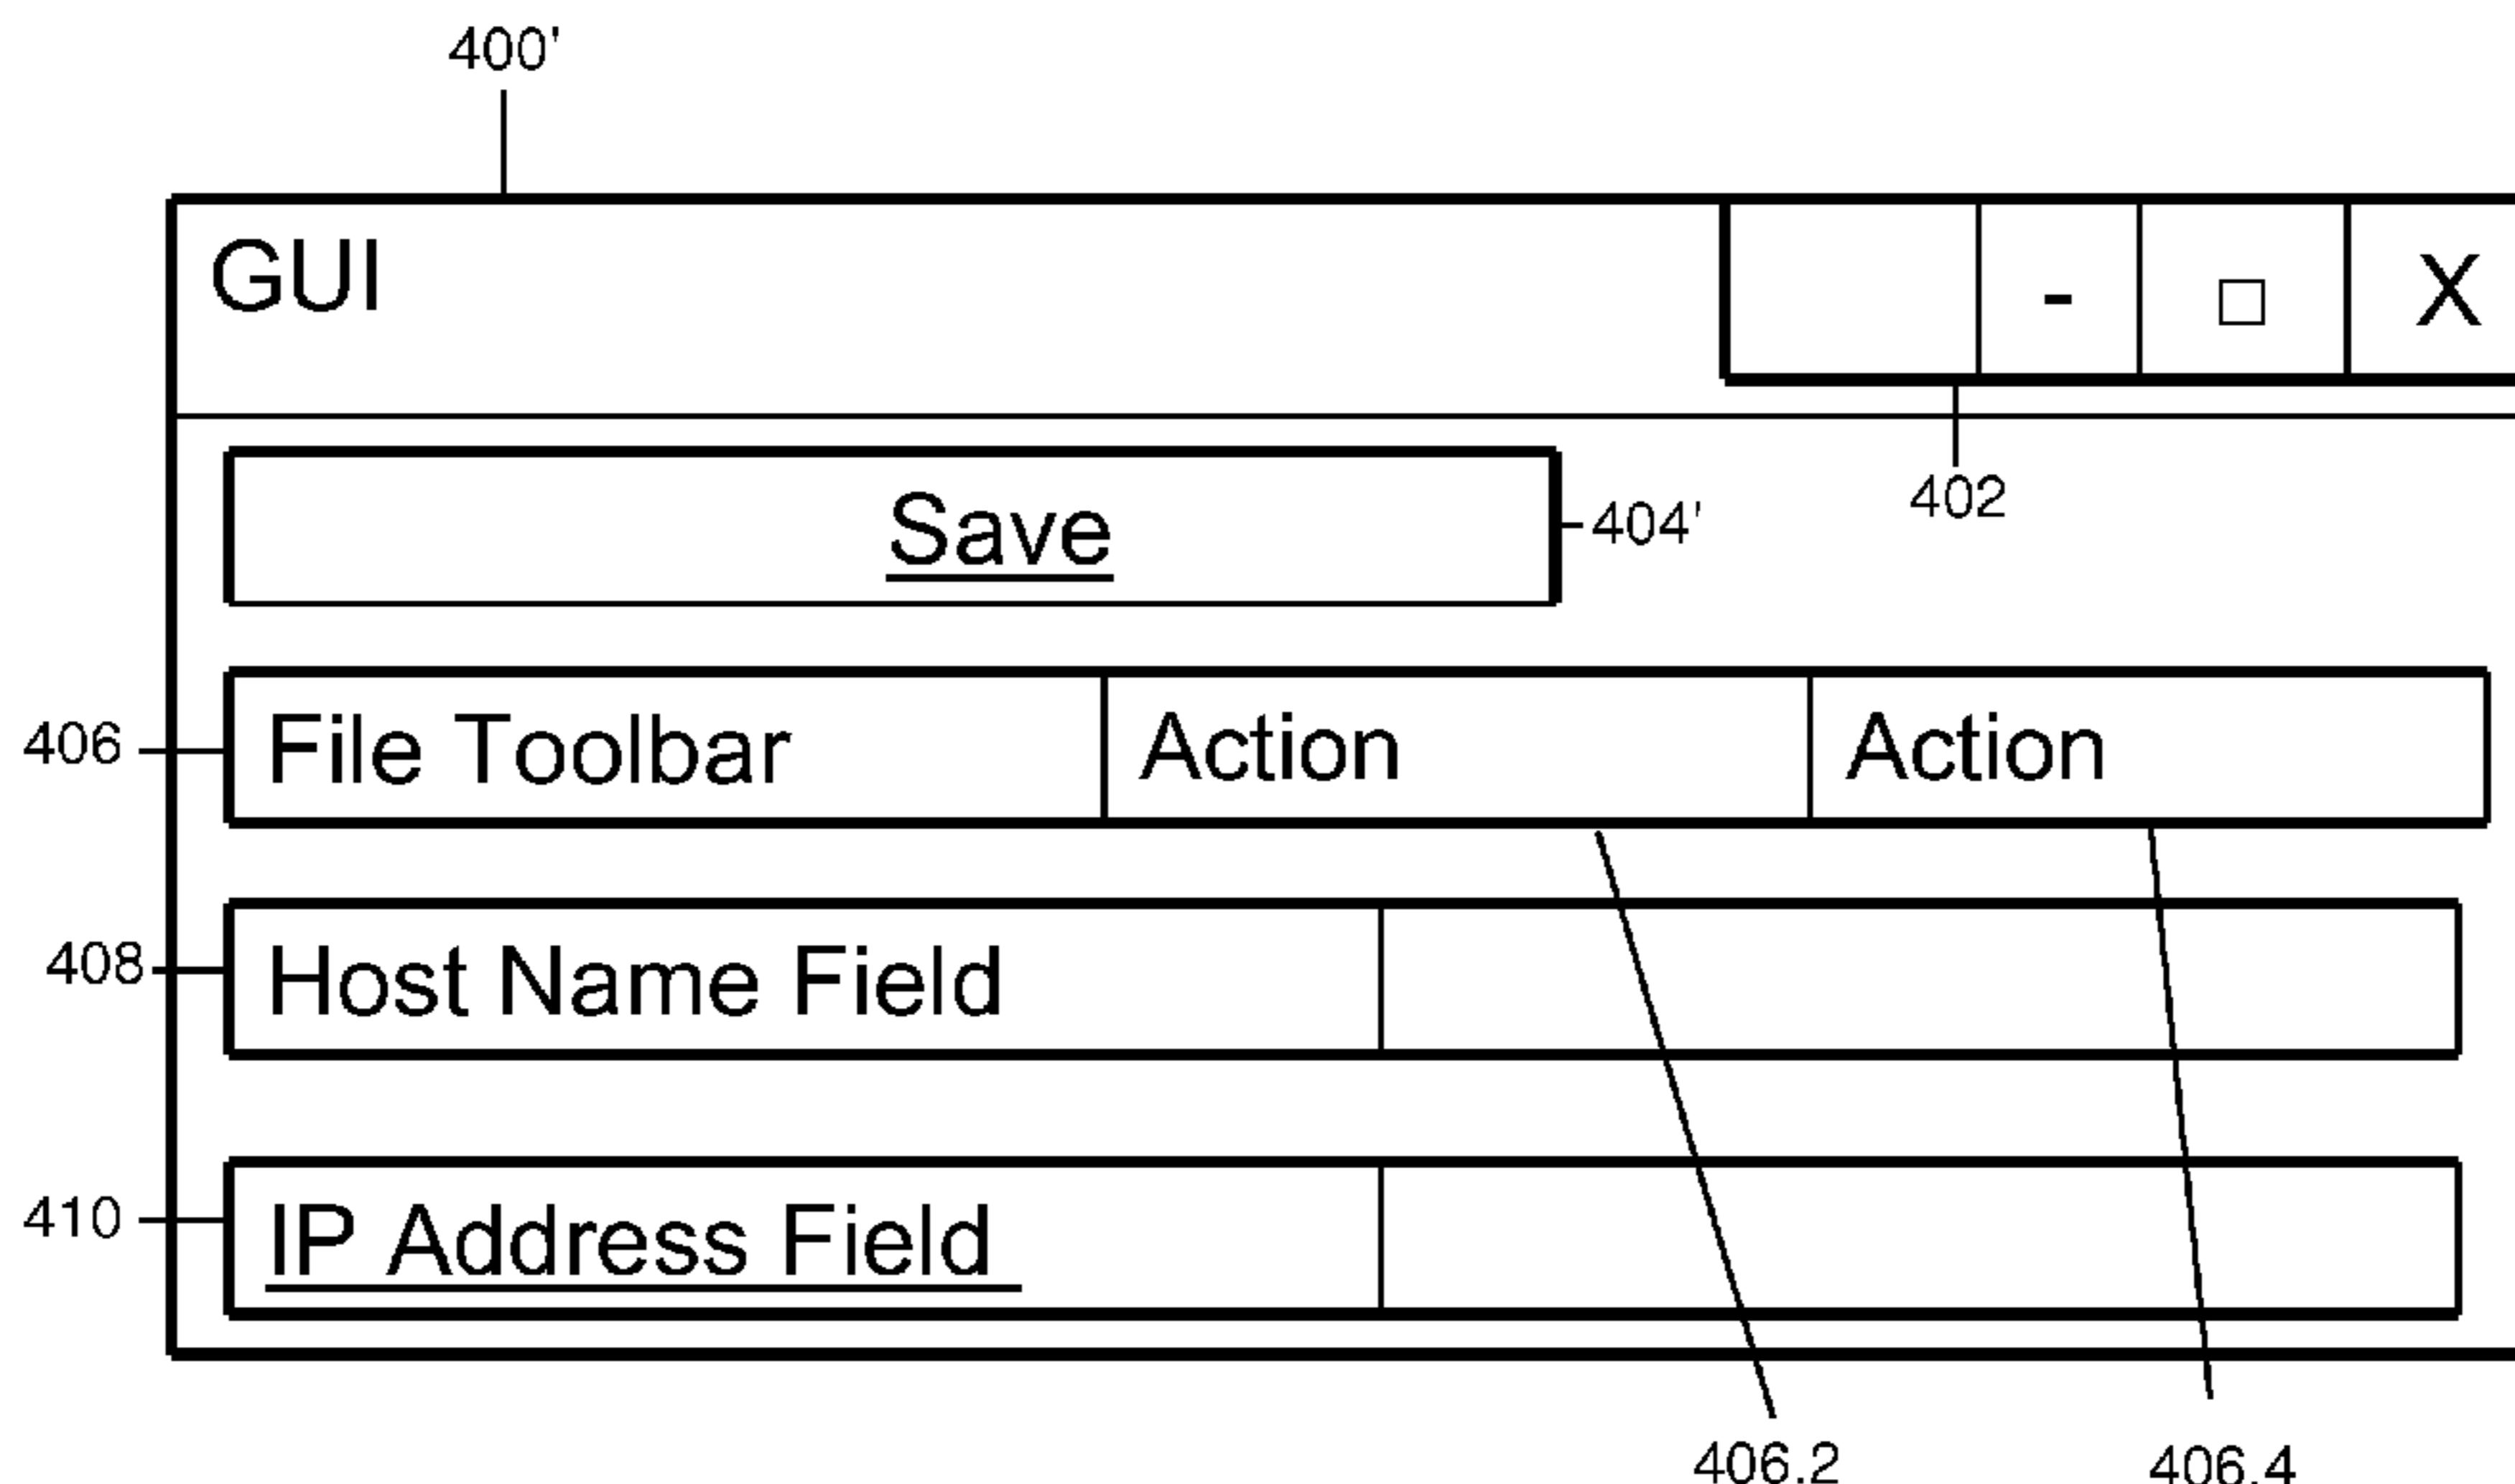 400'
GUI - □ X
402
Save 404'
406 File Toolbar Action Action
408 Host Name Field
410 IP Address Field
406.2 406.4